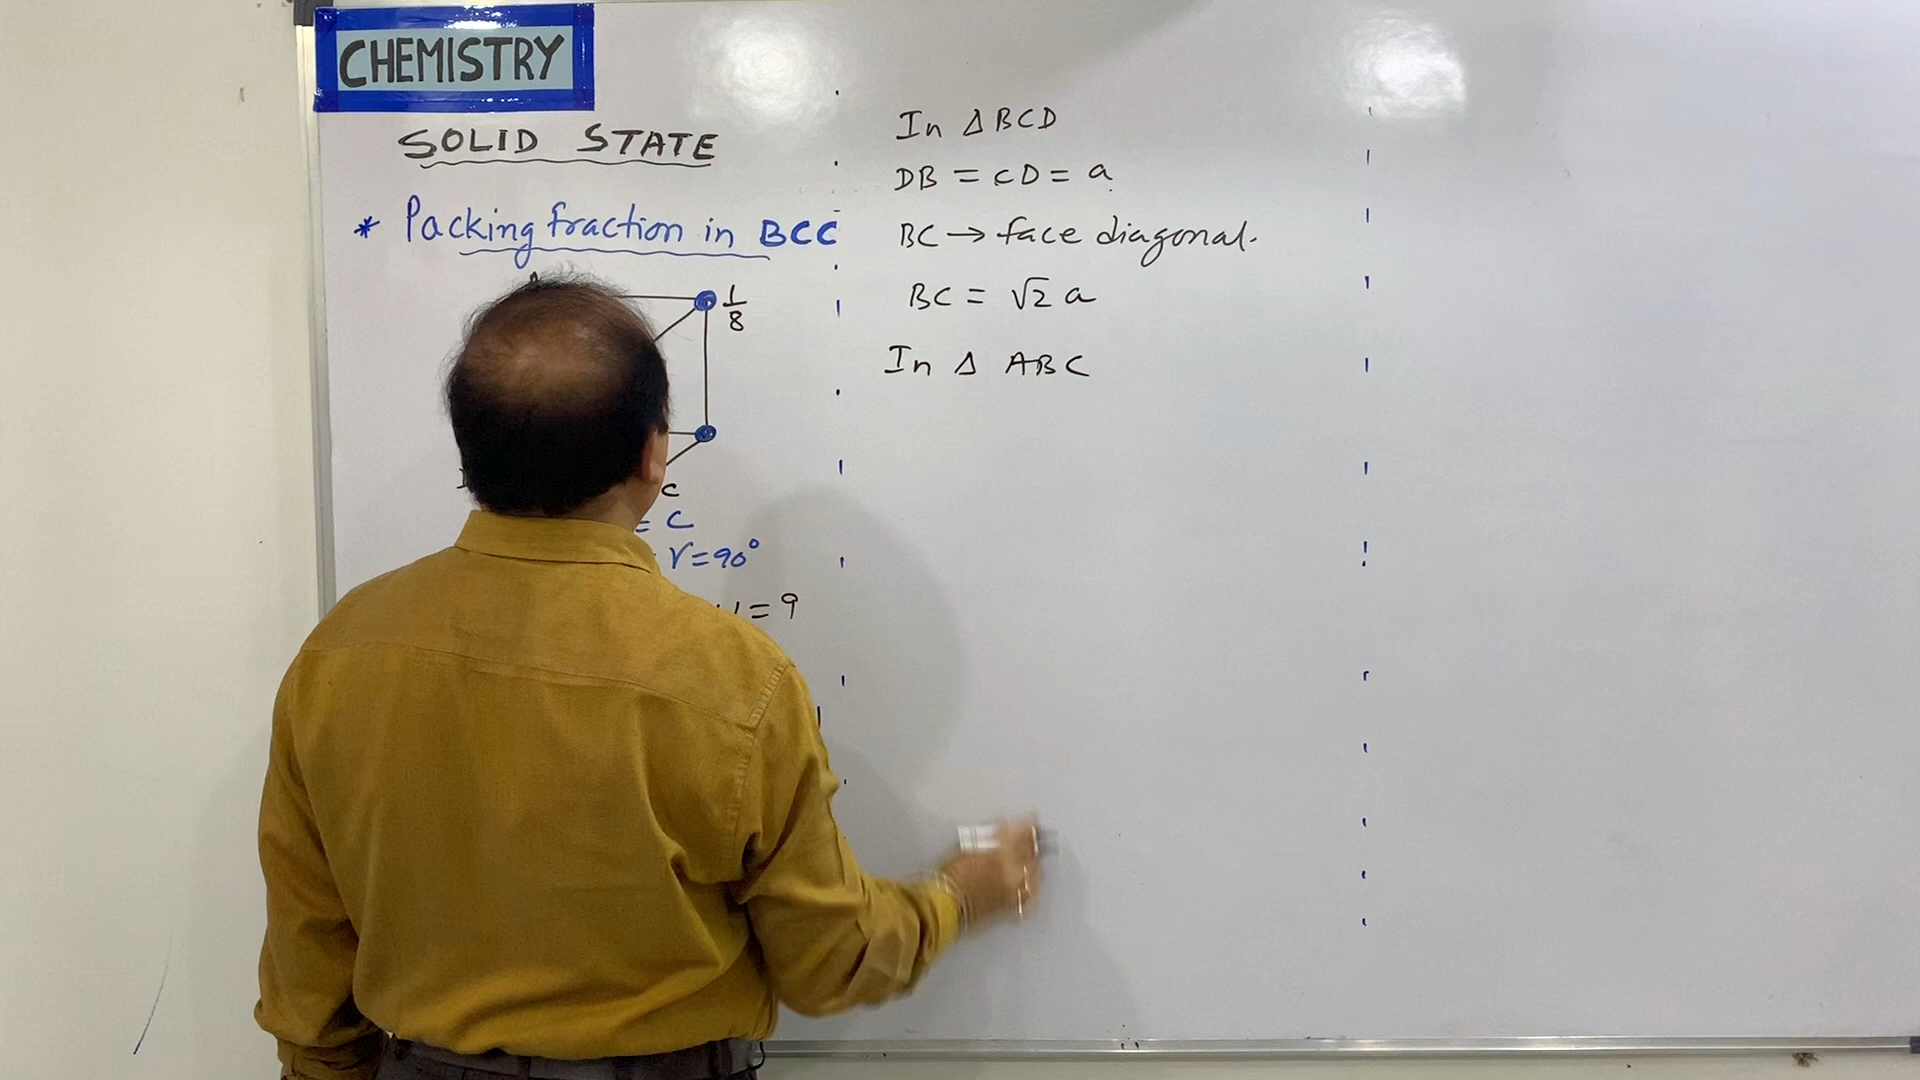 CHEMISTRY
SOLID STATE
* Packing fraction in BCC
1/8
C
= C
γ = 90°
= 9
In Δ BCD
DB = CD = a
BC → face diagonal.
BC = √2 a
In Δ ABC